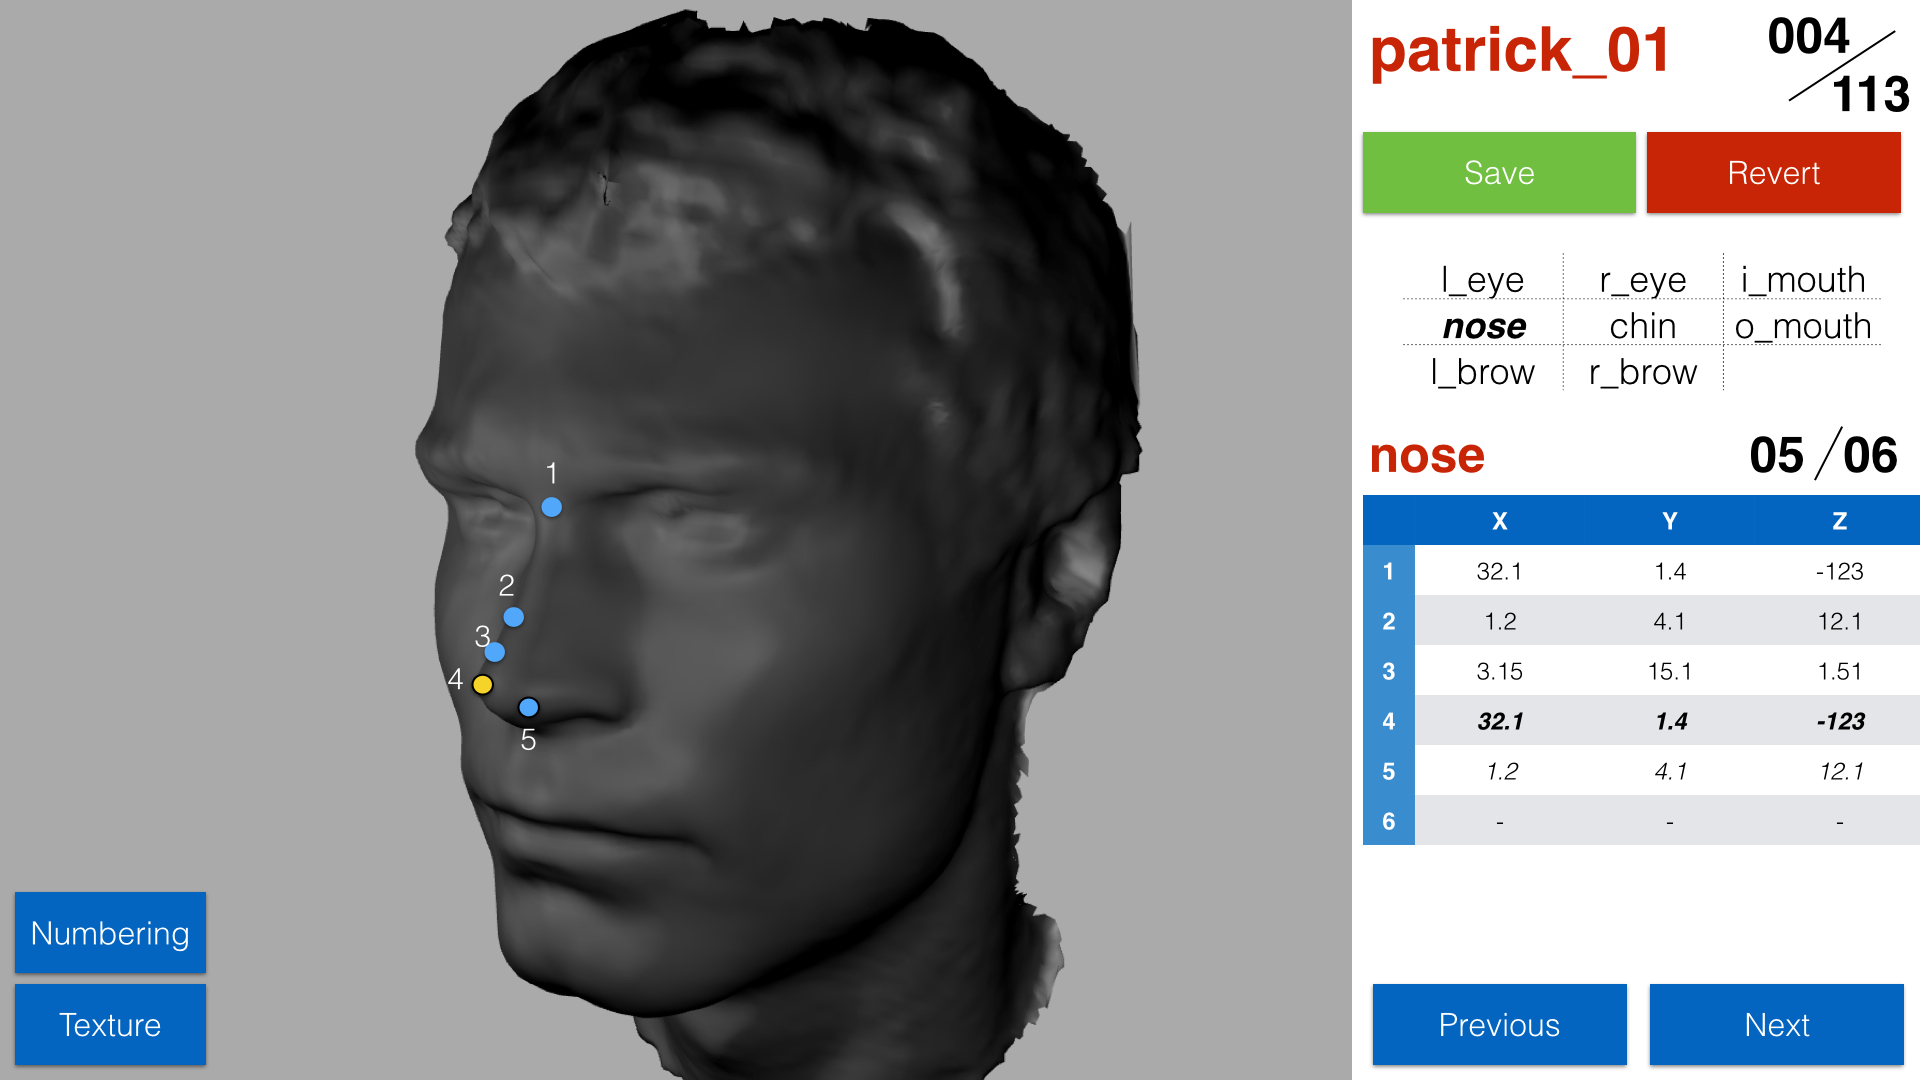 patrick_01
004
113
Save
Revert
l_eye r_eye i_mouth
nose chin o_mouth
l_brow r_brow
nose
05 / 06
X Y Z
1 32.1 1.4 -123
2 1.2 4.1 12.1
3 3.15 15.1 1.51
4 32.1 1.4 -123
5 1.2 4.1 12.1
6 - - -
Previous
Next
1
2
3
4
5
Numbering
Texture